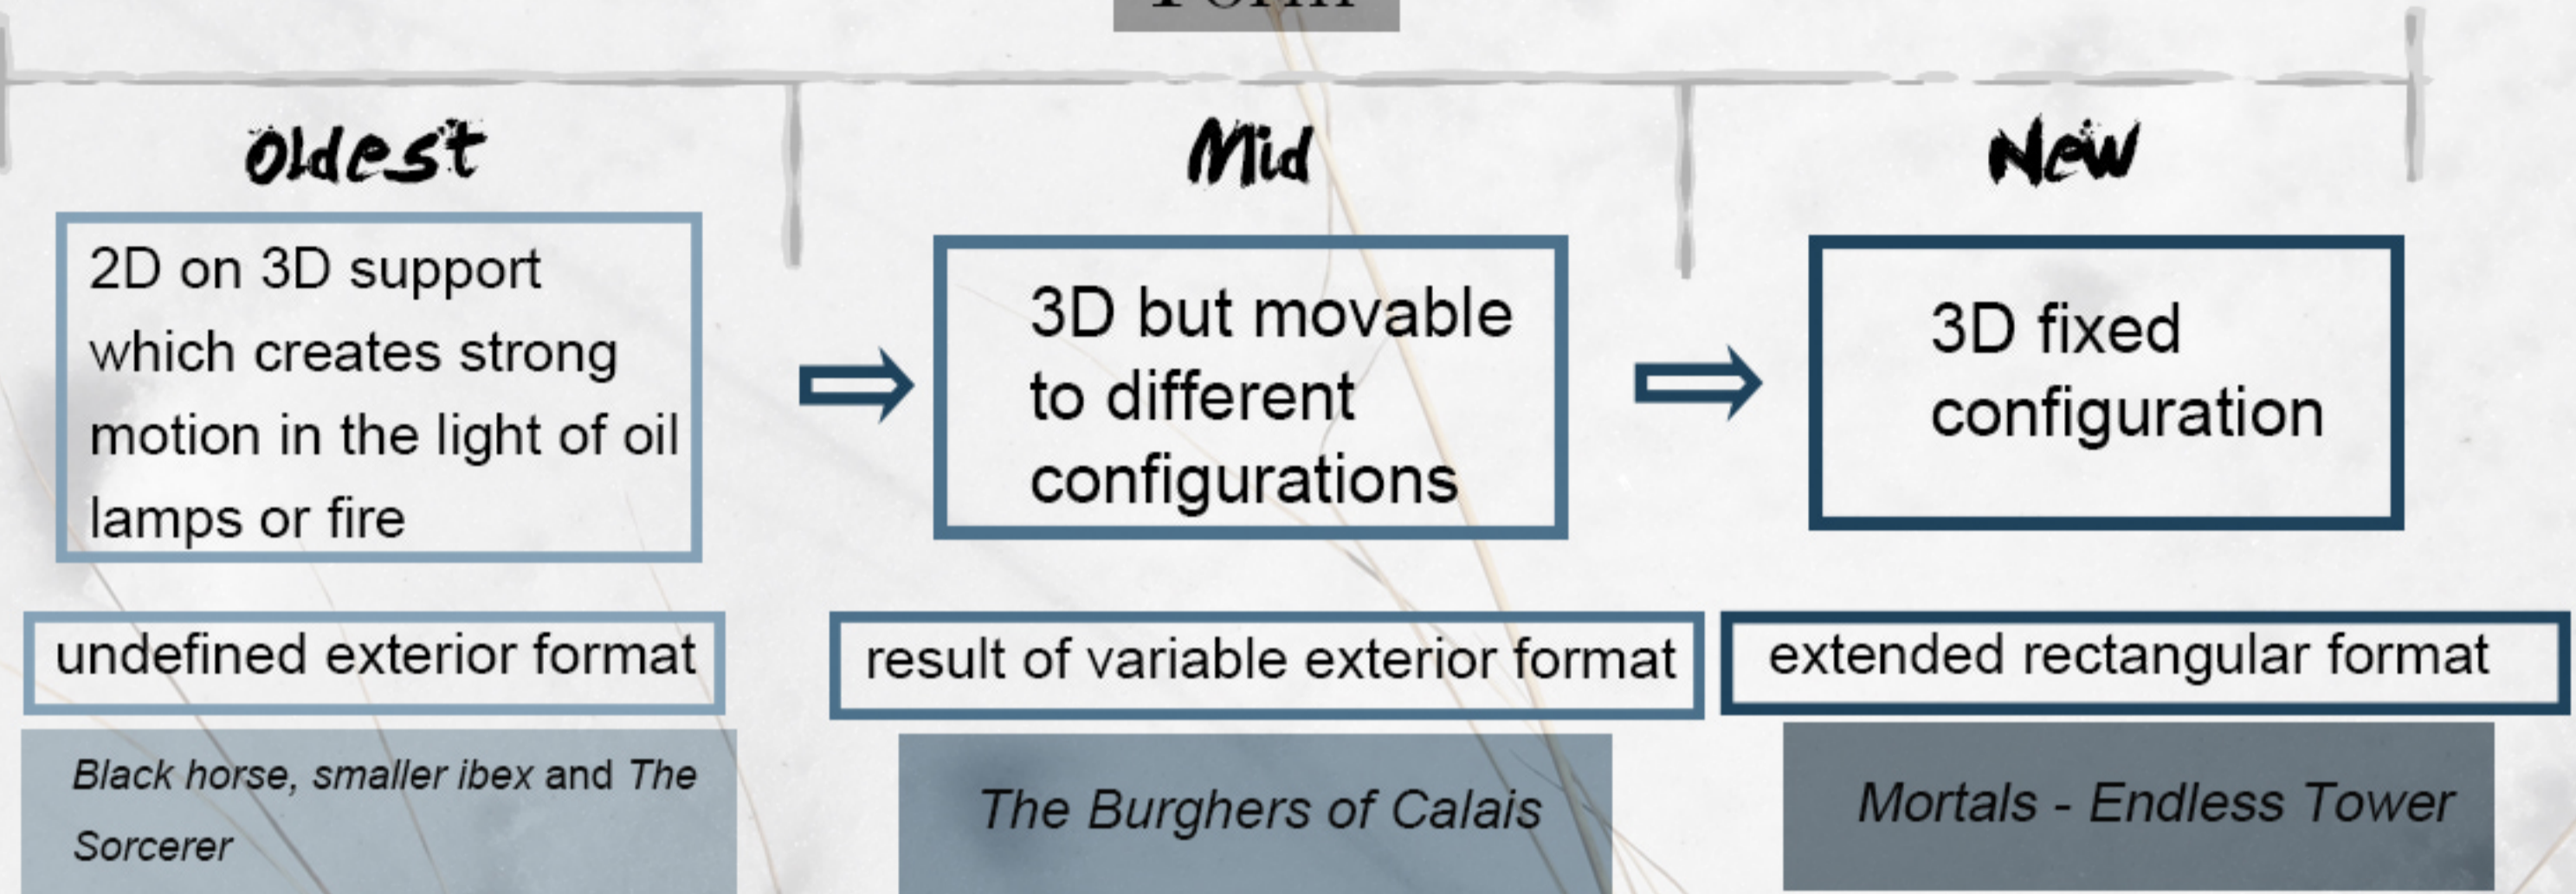 Form
Oldest
Mid
New
2D on 3D support
which creates strong
motion in the light of oil
lamps or fire
3D but movable
to different
configurations
3D fixed
configuration
undefined exterior format
result of variable exterior format
extended rectangular format
Black horse, smaller ibex and The
Sorcerer
The Burghers of Calais
Mortals - Endless Tower